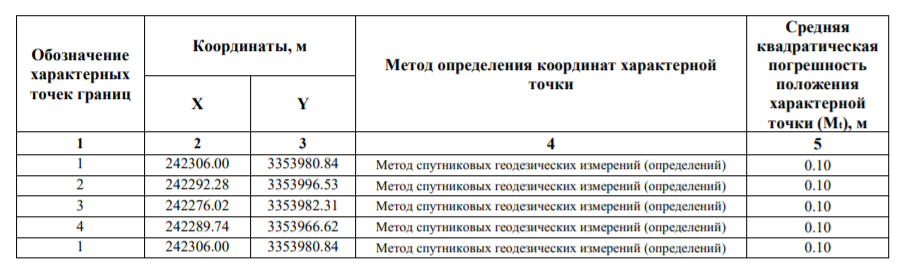 Обозначение
характерных
точек границ
Координаты, м
X Y
Метод определения координат характерной
точки
Средняя
квадратическая
погрешность
положения
характерной
точки (Mt), м
1 2 3 4 5
1 242306.00 3353980.84 Метод спутниковых геодезических измерений (определений) 0.10
2 242292.28 3353996.53 Метод спутниковых геодезических измерений (определений) 0.10
3 242276.02 3353982.31 Метод спутниковых геодезических измерений (определений) 0.10
4 242289.74 3353966.62 Метод спутниковых геодезических измерений (определений) 0.10
1 242306.00 3353980.84 Метод спутниковых геодезических измерений (определений) 0.10